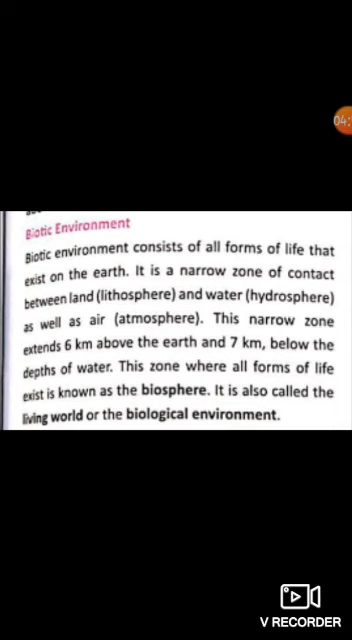 04:
Biotic Environment
Biotic environment consists of all forms of life that
exist on the earth. It is a narrow zone of contact
between land (lithosphere) and water (hydrosphere)
as well as air (atmosphere). This narrow zone
extends 6 km above the earth and 7 km, below the
depths of water. This zone where all forms of life
exist is known as the biosphere. It is also called the
living world or the biological environment.
V RECORDER